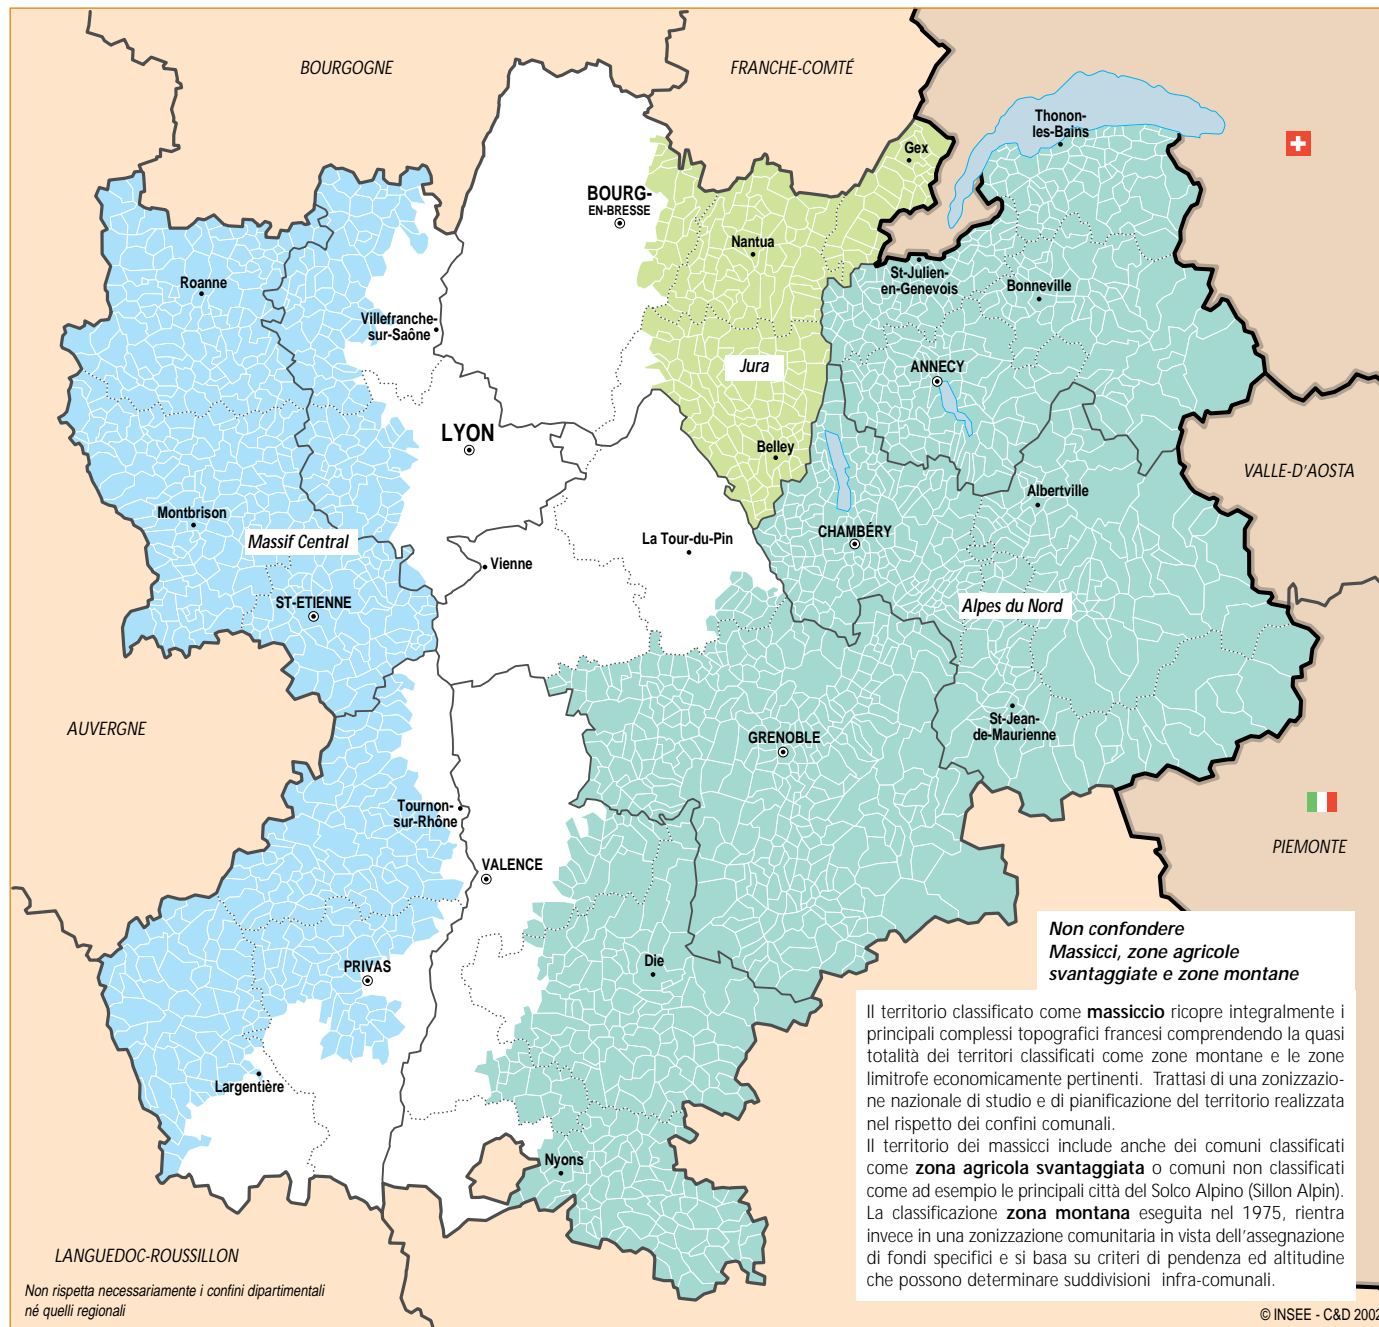 BOURGOGNE
FRANCHE-COMTÉ
Thonon-
les-Bains
Gex
BOURG-
EN-BRESSE
Nantua
St-Julien-
en-Genevois
Bonneville
Roanne
Villefranche-
sur-Saône
Jura
ANNECY
LYON
Belley
VALLE-D'AOSTA
Albertville
Montbrison
Massif Central
La Tour-du-Pin
CHAMBÉRY
Vienne
ST-ETIENNE
Alpes du Nord
AUVERGNE
GRENOBLE
St-Jean-
de-Maurienne
Tournon-
sur-Rhône
VALENCE
PIEMONTE
PRIVAS
Die
Largentière
Nyons
Non confondere
Massicci, zone agricole
svantaggiate e zone montane
Il territorio classificato come massiccio ricopre integralmente i
principali complessi topografici francesi comprendendo la quasi
totalità dei territori classificati come zone montane e le zone
limitrofe economicamente pertinenti. Trattasi di una zonizzazio-
ne nazionale di studio e di pianificazione del territorio realizzata
nel rispetto dei confini comunali.
Il territorio dei massicci include anche dei comuni classificati
come zona agricola svantaggiata o comuni non classificati
come ad esempio le principali città del Solco Alpino (Sillon Alpin).
La classificazione zona montana eseguita nel 1975, rientra
invece in una zonizzazione comunitaria in vista dell'assegnazione
di fondi specifici e si basa su criteri di pendenza ed altitudine
che possono determinare suddivisioni infra-comunali.
LANGUEDOC-ROUSSILLON
Non rispetta necessariamente i confini dipartimentali
né quelli regionali
© INSEE - C&D 2002